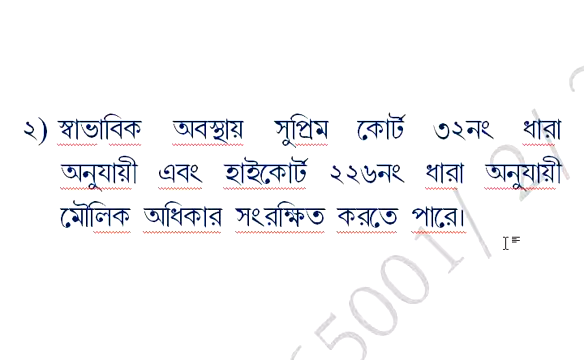 ২) স্বাভাবিক অবস্থায় সুপ্রিম কোর্ট ৩২নং ধারা
অনুযায়ী এবং হাইকোর্ট ২২৬নং ধারা অনুযায়ী
মৌলিক অধিকার সংরক্ষিত করতে পারে।